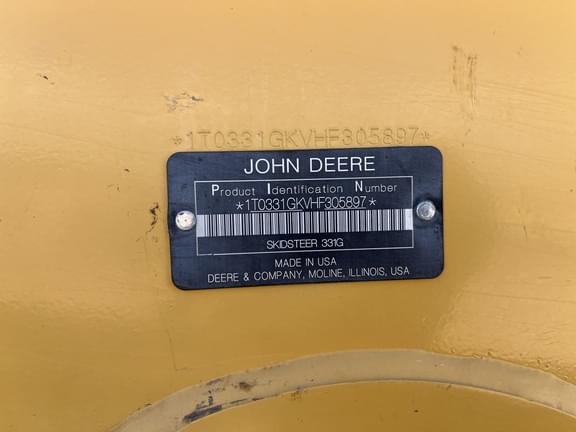 *1T0331GKVHF305897*
JOHN DEERE
Product Identification Number
*1T0331GKVHF305897*
SKIDSTEER 331G
MADE IN USA
DEERE & COMPANY, MOLINE, ILLINOIS, USA